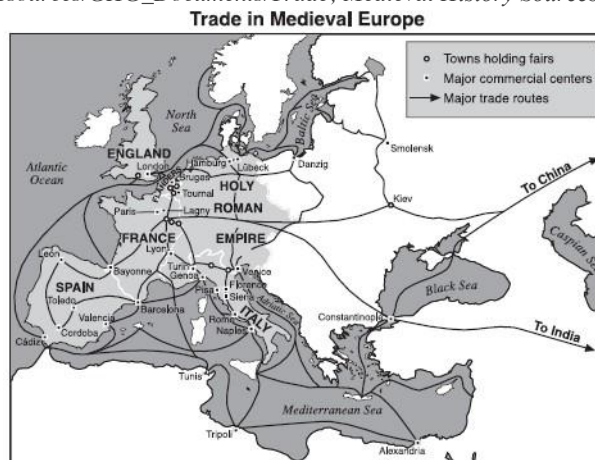 Trade in Medieval Europe
Towns holding fairs
Major commercial centers
Major trade routes
North
Sea
Baltic Sea
Atlantic
Ocean
ENGLAND
London
Hamburg
Lübeck
Danzig
Smolensk
Bruges
Tournai
HOLY
ROMAN
EMPIRE
Kiev
To China
Paris
Lagny
FRANCE
Lyon
Caspian
León
Bayonne
Turin
Genoa
Venice
Florence
Pisa
Siena
Adriatic Sea
Black Sea
SPAIN
Toledo
Valencia
Barcelona
Rome
ITALY
Naples
Constantinople
To India
Cordoba
Cádiz
Tunis
Mediterranean Sea
Tripoli
Alexandria